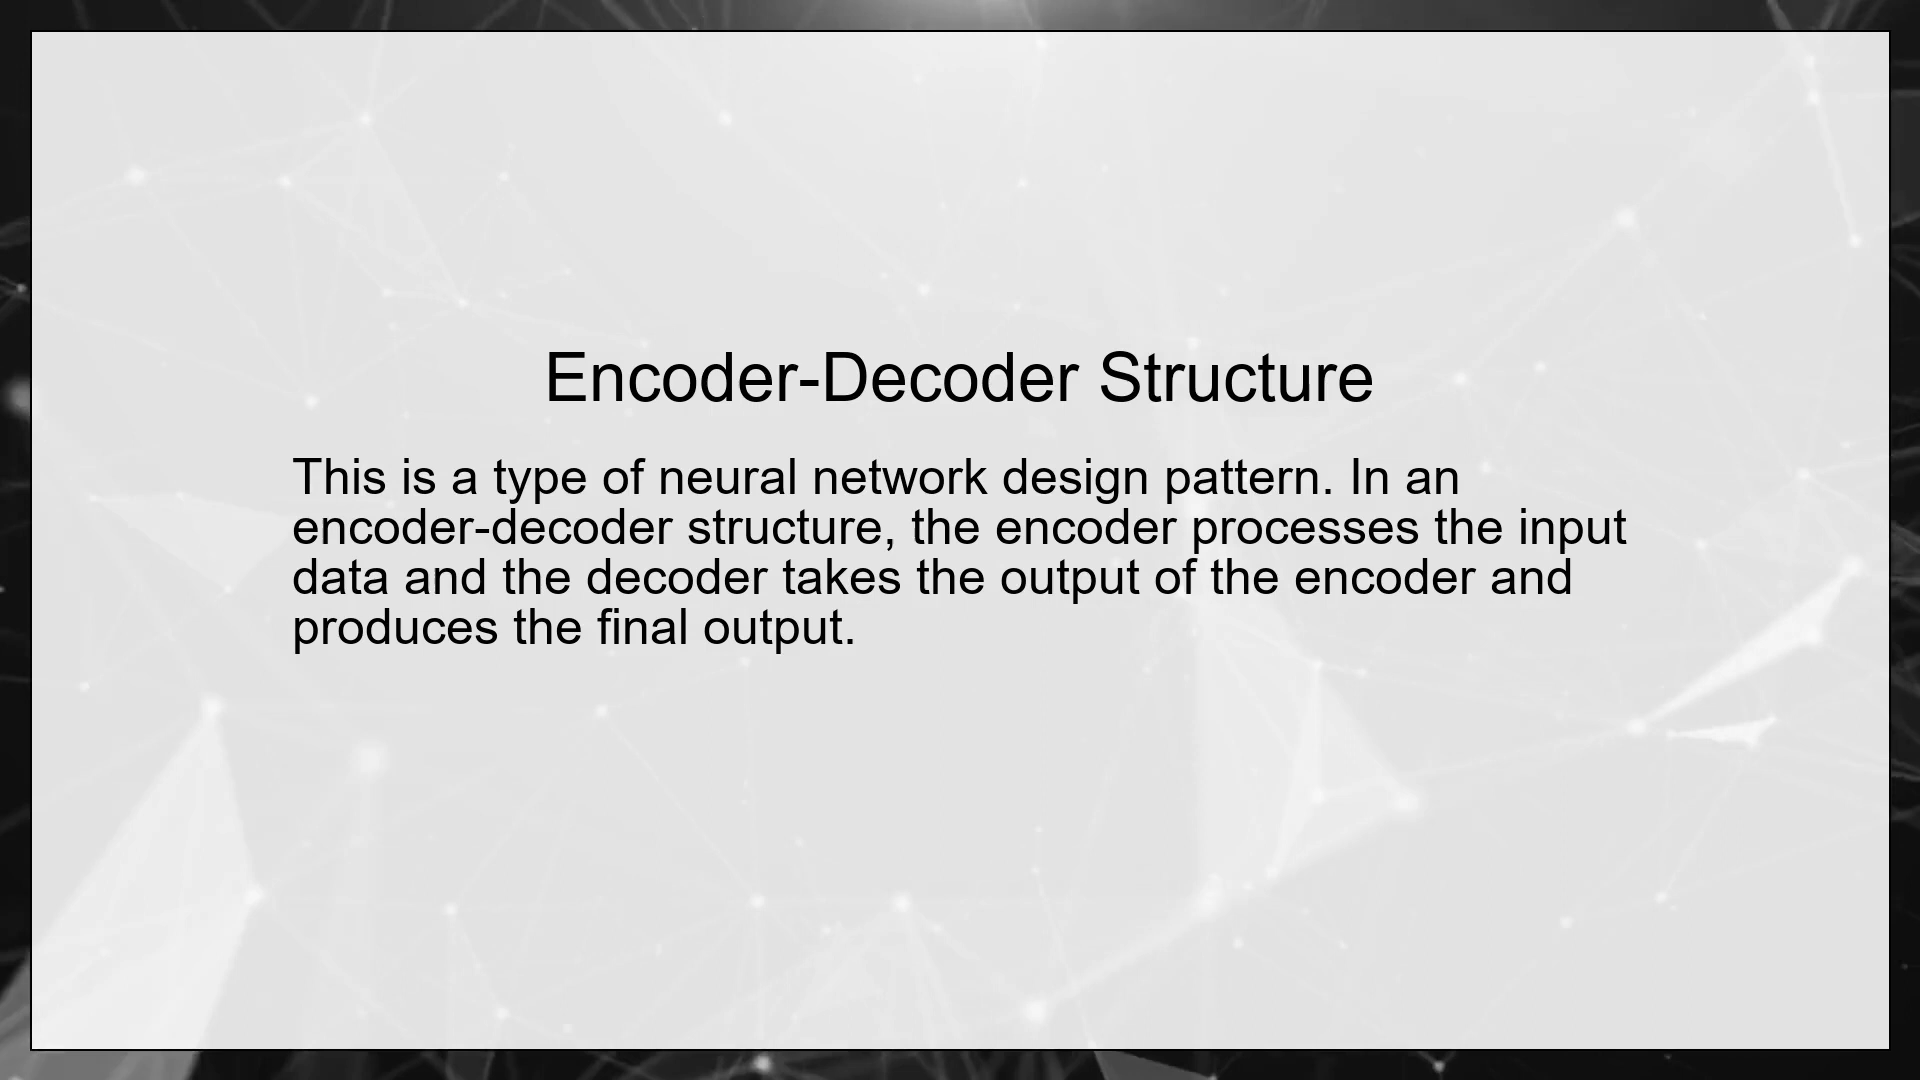 Encoder-Decoder Structure
This is a type of neural network design pattern. In an
encoder-decoder structure, the encoder processes the input
data and the decoder takes the output of the encoder and
produces the final output.